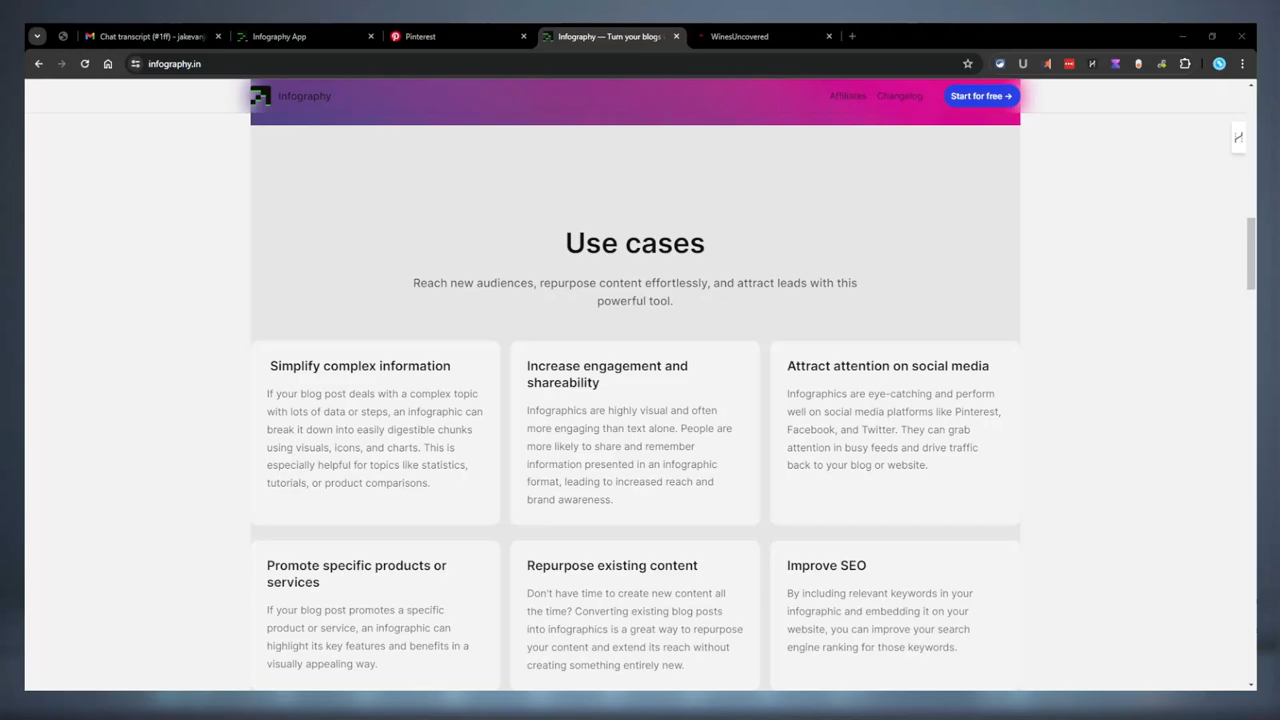 Chat transcript (#1ff) - jakevan
Infography App
Pinterest
Infography — Turn your blogs
WinesUncovered
infography.in
Infography
Affiliates
Changelog
Start for free →
Use cases
Reach new audiences, repurpose content effortlessly, and attract leads with this
powerful tool.
Simplify complex information
If your blog post deals with a complex topic
with lots of data or steps, an infographic can
break it down into easily digestible chunks
using visuals, icons, and charts. This is
especially helpful for topics like statistics,
tutorials, or product comparisons.
Increase engagement and
shareability
Infographics are highly visual and often
more engaging than text alone. People are
more likely to share and remember
information presented in an infographic
format, leading to increased reach and
brand awareness.
Attract attention on social media
Infographics are eye-catching and perform
well on social media platforms like Pinterest,
Facebook, and Twitter. They can grab
attention in busy feeds and drive traffic
back to your blog or website.
Promote specific products or
services
If your blog post promotes a specific
product or service, an infographic can
highlight its key features and benefits in a
visually appealing way.
Repurpose existing content
Don't have time to create new content all
the time? Converting existing blog posts
into infographics is a great way to repurpose
your content and extend its reach without
creating something entirely new.
Improve SEO
By including relevant keywords in your
infographic and embedding it on your
website, you can improve your search
engine ranking for those keywords.